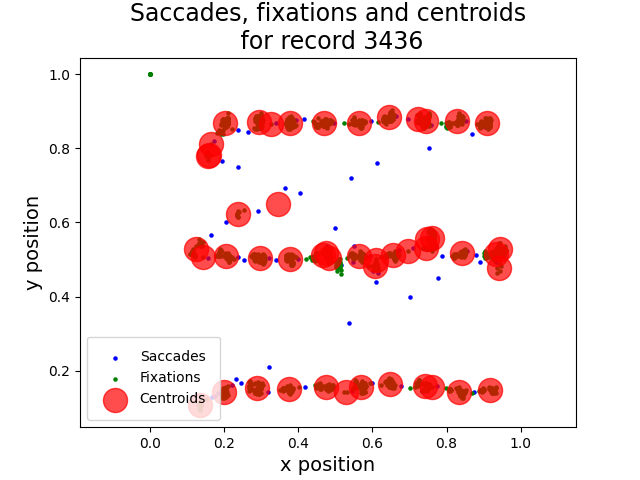 Saccades, fixations and centroids
for record 3436
1.0
0.8
0.6
0.4
0.2
y position
Saccades
Fixations
Centroids
0.0
0.2
0.4
0.6
0.8
1.0
x position